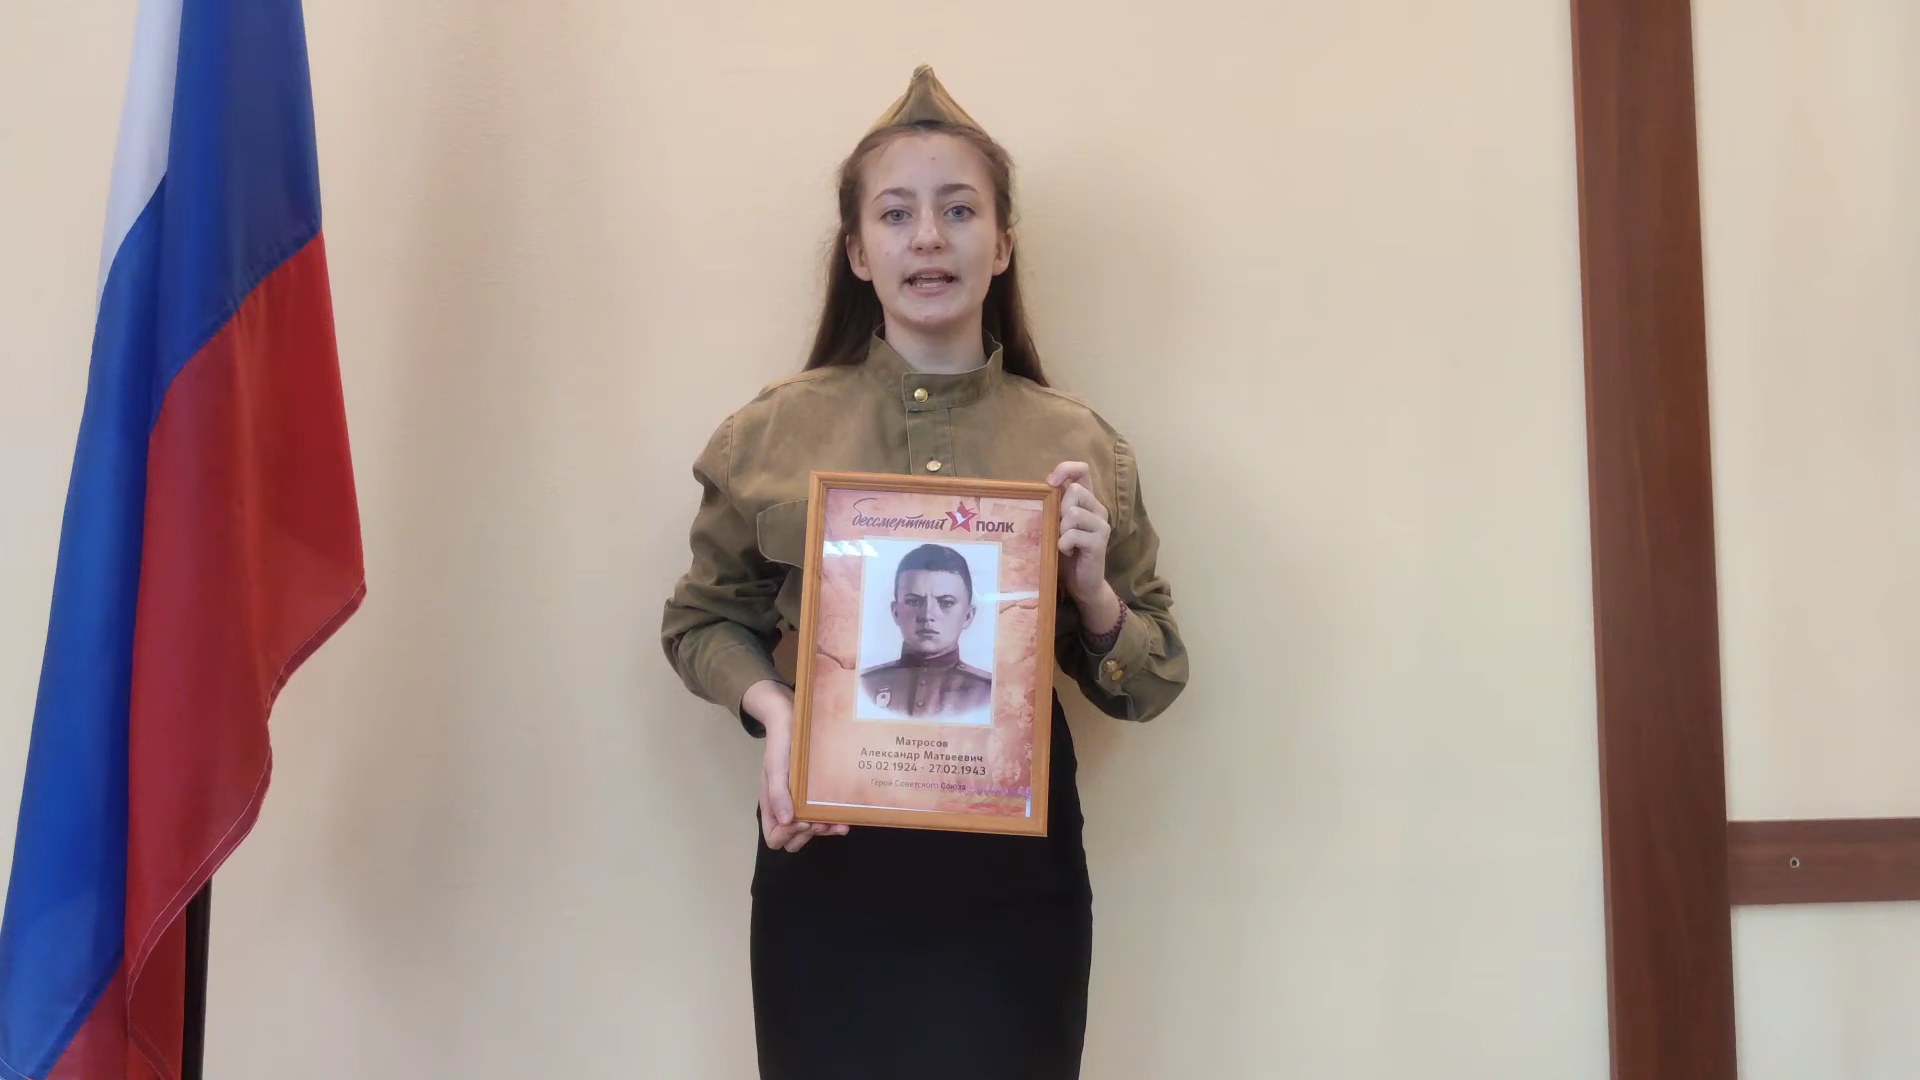 бессмертный полк
Матросов
Александр Матвеевич
05.02.1924 - 27.02.1943
Герой Советского Союза